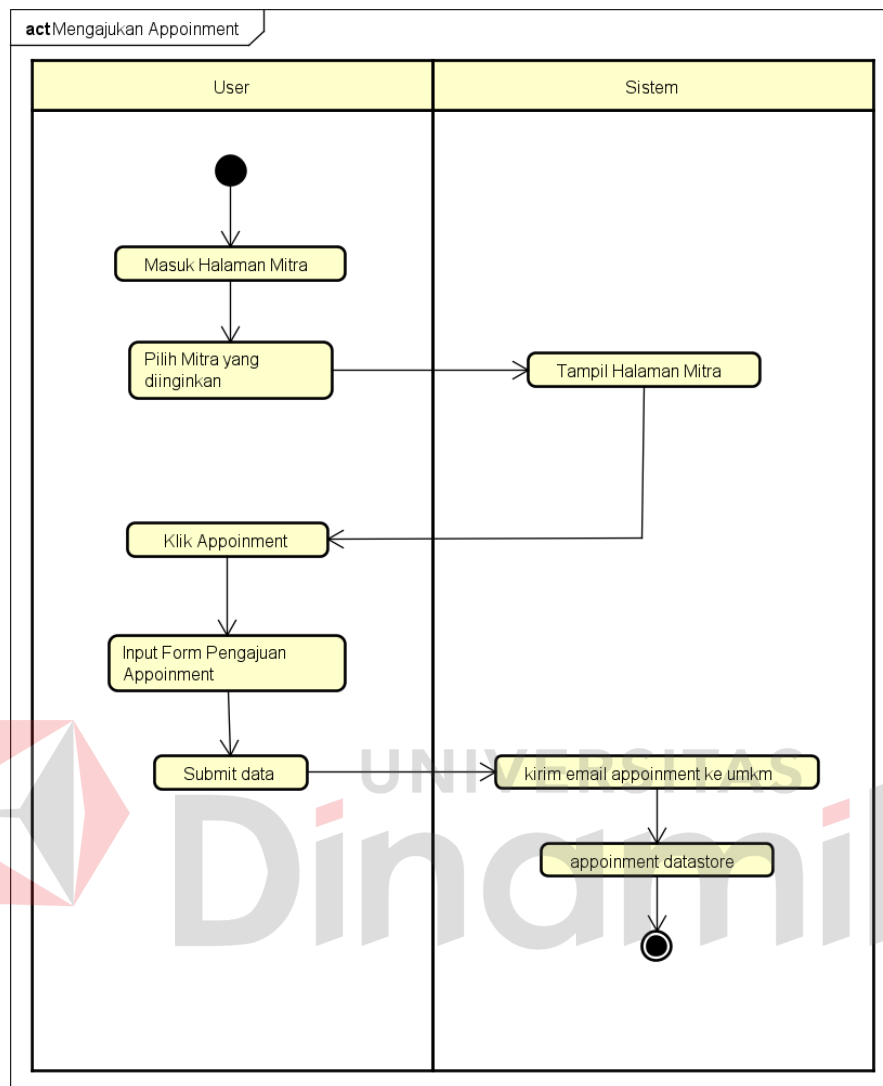 act Mengajukan Appoinment
User
Sistem
Masuk Halaman Mitra
Pilih Mitra yang
diinginkan
Tampil Halaman Mitra
Klik Appoinment
Input Form Pengajuan
Appoinment
Submit data
kirim email appoinment ke umkm
appoinment datastore
UNIVERSITAS
Dinami